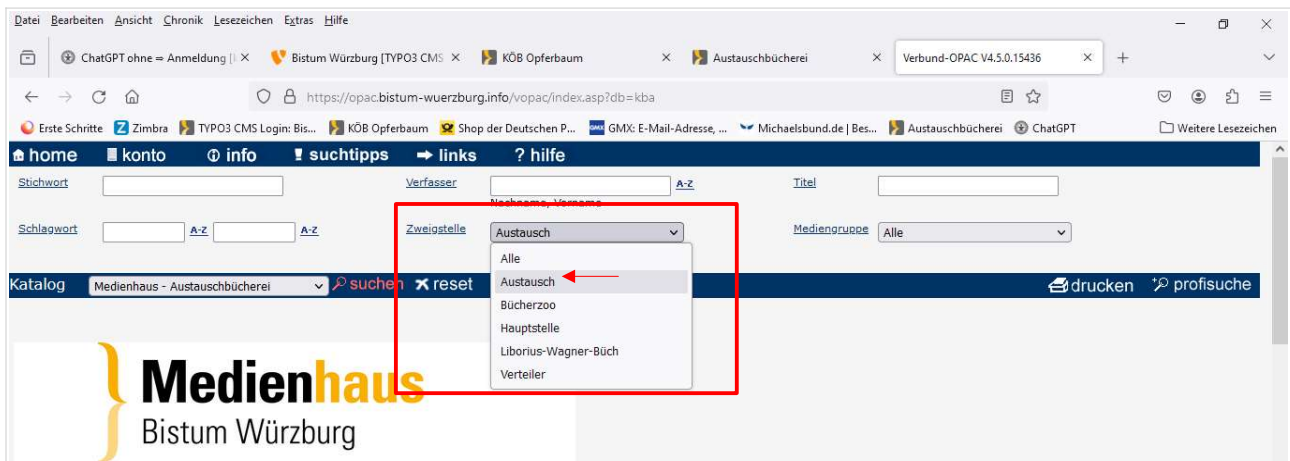 Datei Bearbeiten Ansicht Chronik Lesezeichen Extras Hilfe
ChatGPT ohne ⇒ Anmeldung [ Bistum Würzburg [TYPO3 CMS KÖB Opferbaum Austauschbücherei Verbund-OPAC V4.5.0.15436
https://opac.bistum-wuerzburg.info/vopac/index.asp?db=kba
Erste Schritte Zimbra TYPO3 CMS Login: Bis... KÖB Opferbaum Shop der Deutschen P... GMX: E-Mail-Adresse, ... Michaelsbund.de | Bes... Austauschbücherei ChatGPT Weitere Lesezeichen
home konto info suchtipps links ? hilfe
Stichwort Verfasser A-Z Titel
Nachname, Vorname
Schlagwort A-Z A-Z Zweigstelle Austausch Mediengruppe Alle
Alle
Austausch
Katalog Medienhaus - Austauschbücherei suchen reset drucken profisuche
Bücherzoo
Hauptstelle
Liborius-Wagner-Büch
Verteiler
Medienhaus
Bistum Würzburg